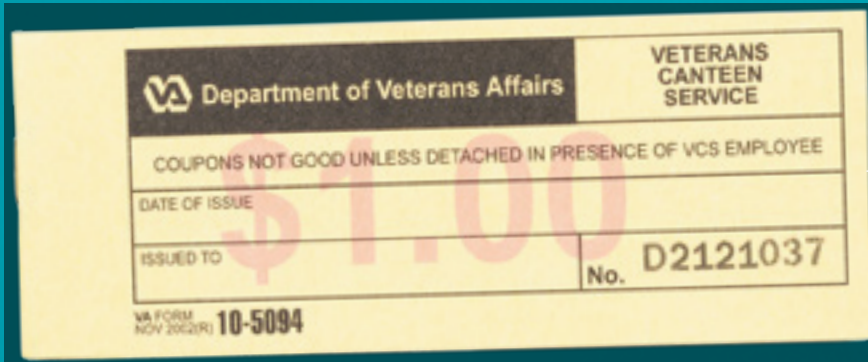 VA Department of Veterans Affairs
VETERANS
CANTEEN
SERVICE
$1.00
COUPONS NOT GOOD UNLESS DETACHED IN PRESENCE OF VCS EMPLOYEE
DATE OF ISSUE
ISSUED TO
No. D2121037
VA FORM
NOV 2002(R) 10-5094